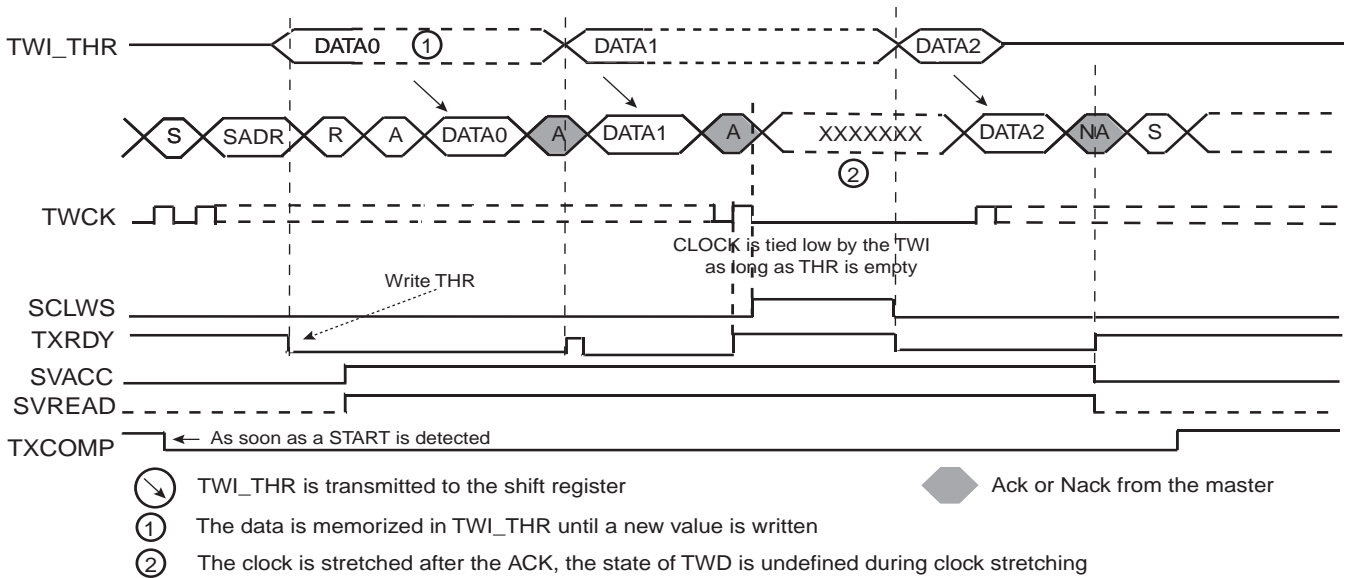 TWI_THR DATA0 1 DATA1 DATA2
S SADR R A DATA0 A DATA1 A XXXXXXX DATA2 NA S
2
TWCK
CLOCK is tied low by the TWI
as long as THR is empty
Write THR
SCLWS
TXRDY
SVACC
SVREAD
TXCOMP As soon as a START is detected
TWI_THR is transmitted to the shift register Ack or Nack from the master
1 The data is memorized in TWI_THR until a new value is written
2 The clock is stretched after the ACK, the state of TWD is undefined during clock stretching